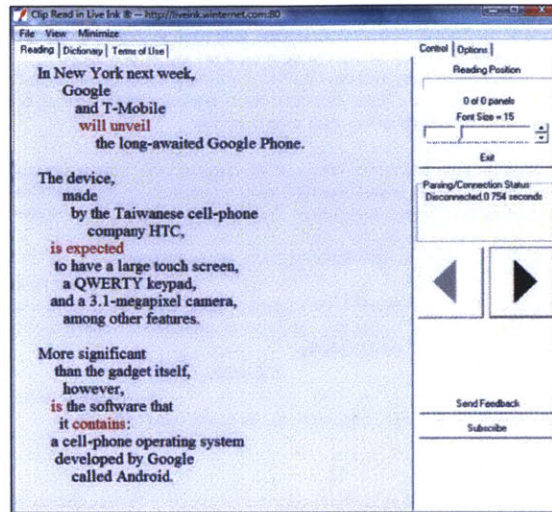 Clip Read in Live Ink ® -- http://liveink.winternet.com:80
File View Minimize
Reading Dictionary Terms of Use
In New York next week,
Google
and T-Mobile
will unveil
the long-awaited Google Phone.
The device,
made
by the Taiwanese cell-phone
company HTC,
is expected
to have a large touch screen,
a QWERTY keypad,
and a 3.1-megapixel camera,
among other features.
More significant
than the gadget itself,
however,
is the software that
it contains:
a cell-phone operating system
developed by Google
called Android.
Control Options
Reading Position
0 of 0 panels
Font Size = 15
Exit
Parsing/Connection Status
Disconnected.0 754 seconds
Send Feedback
Subscribe